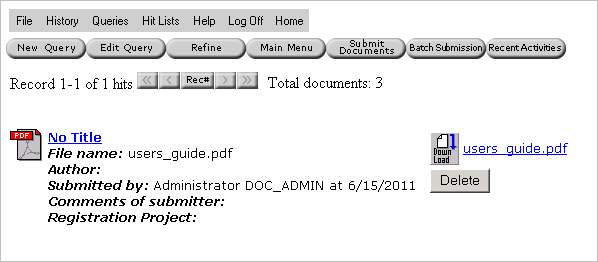 File History Queries Hit Lists Help Log Off Home
New Query Edit Query Refine Main Menu Submit Documents Batch Submission Recent Activities
Record 1-1 of 1 hits « < Rec# > » Total documents: 3
PDF No Title
File name: users_guide.pdf
Down Load users_guide.pdf
Author:
Submitted by: Administrator DOC_ADMIN at 6/15/2011
Delete
Comments of submitter:
Registration Project: